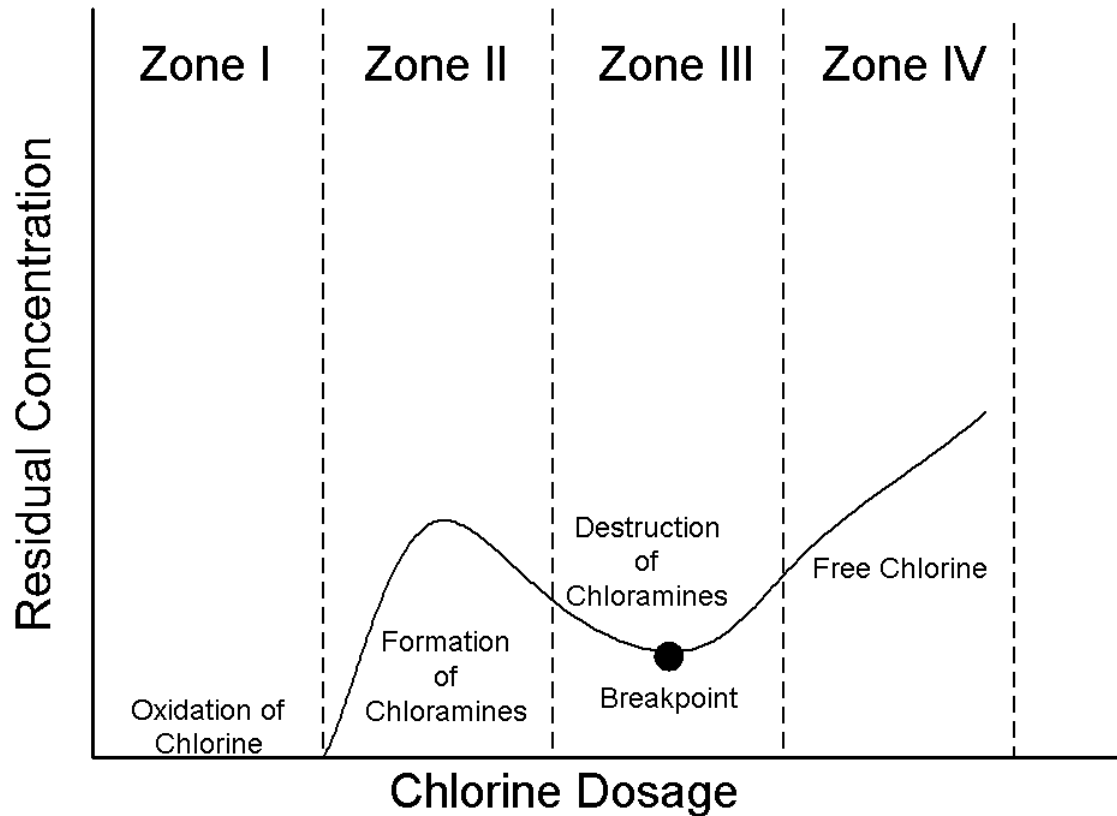 Zone I
Zone II
Zone III
Zone IV
Residual Concentration
Destruction
of
Chloramines
Free Chlorine
Formation
of
Chloramines
Breakpoint
Oxidation of
Chlorine
Chlorine Dosage